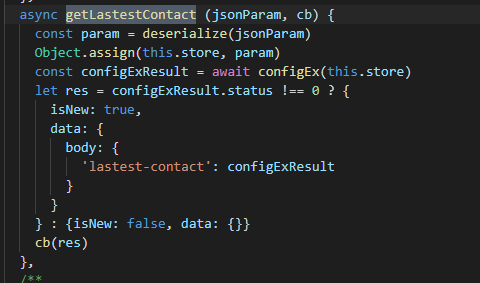 async getLastestContact (jsonParam, cb) {
const param = deserialize(jsonParam)
Object.assign(this.store, param)
const configExResult = await configEx(this.store)
let res = configExResult.status !== 0 ? {
isNew: true,
data: {
body: {
'lastest-contact': configExResult
}
}
} : {isNew: false, data: {}}
cb(res)
},
/**